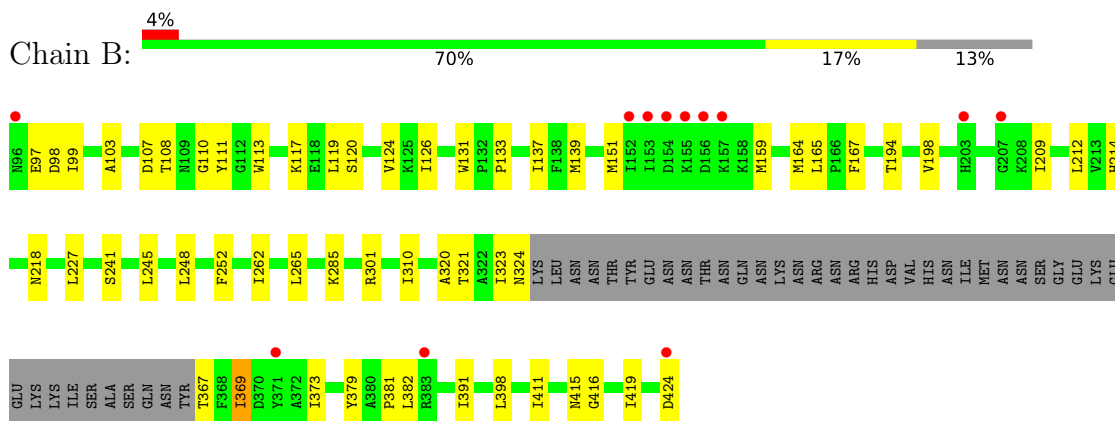 4%
Chain B:
70% 17% 13%
N96 E97 D98 I99 A103 D107 T108 N109 G110 Y111 G112 W113 K117 E118 L119 S120 V124 K125 I126 W131 P132 P133 I137 F138 M139 M151 I152 I153 D154 K155 D156 K157 K158 M159 M164 L165 P166 F167 T194 V198 H203 G207 K208 I209 L212 V213 H214
N218 L227 S241 L245 L248 F252 I262 L265 K285 R301 I310 A320 T321 A322 I323 N324 LYS LEU ASN ASN THR TYR GLU ASN ASN THR ASN GLN ASN LYS ASN ARG ASN ARG HIS ASP VAL HIS ASN ILE MET ASN ASN SER GLY GLU LYS GLU
GLU LYS LYS ILE SER ALA SER GLN ASN TYR T367 F368 I369 D370 Y371 A372 I373 Y379 A380 P381 L382 R383 I391 L398 I411 N415 G416 I419 D424